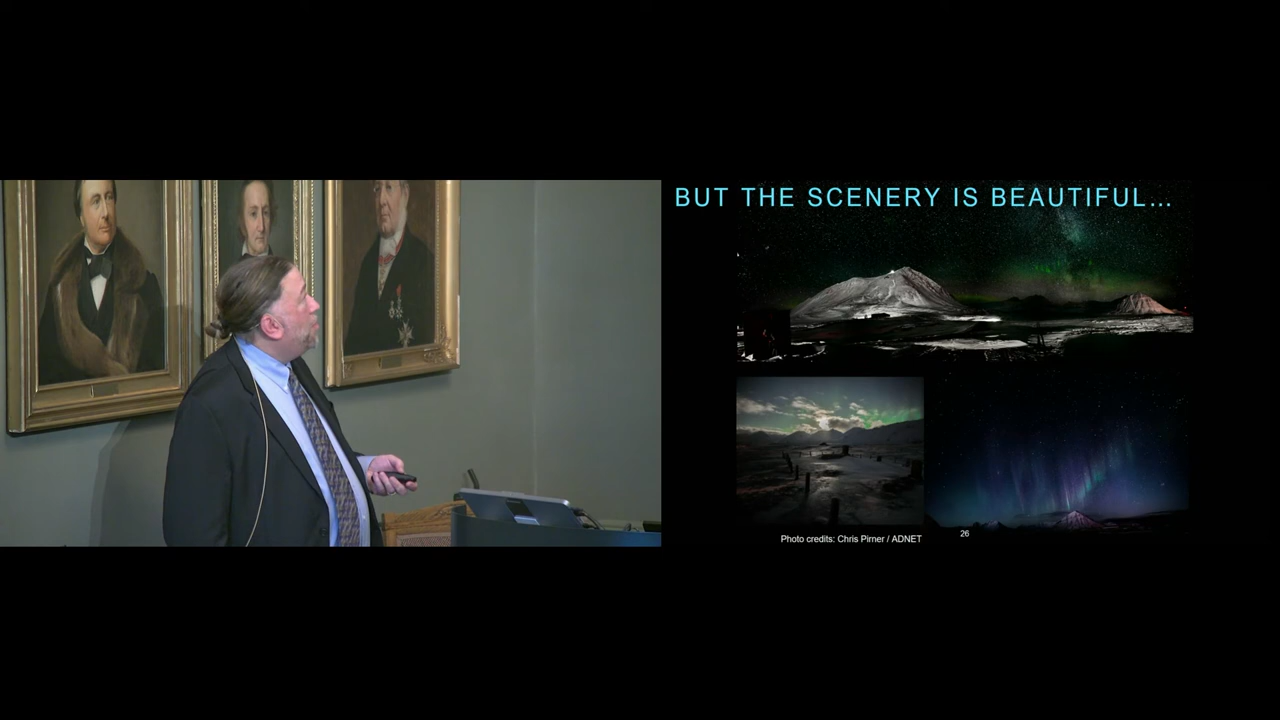 BUT THE SCENERY IS BEAUTIFUL...
Photo credits: Chris Pirner / ADNET
26